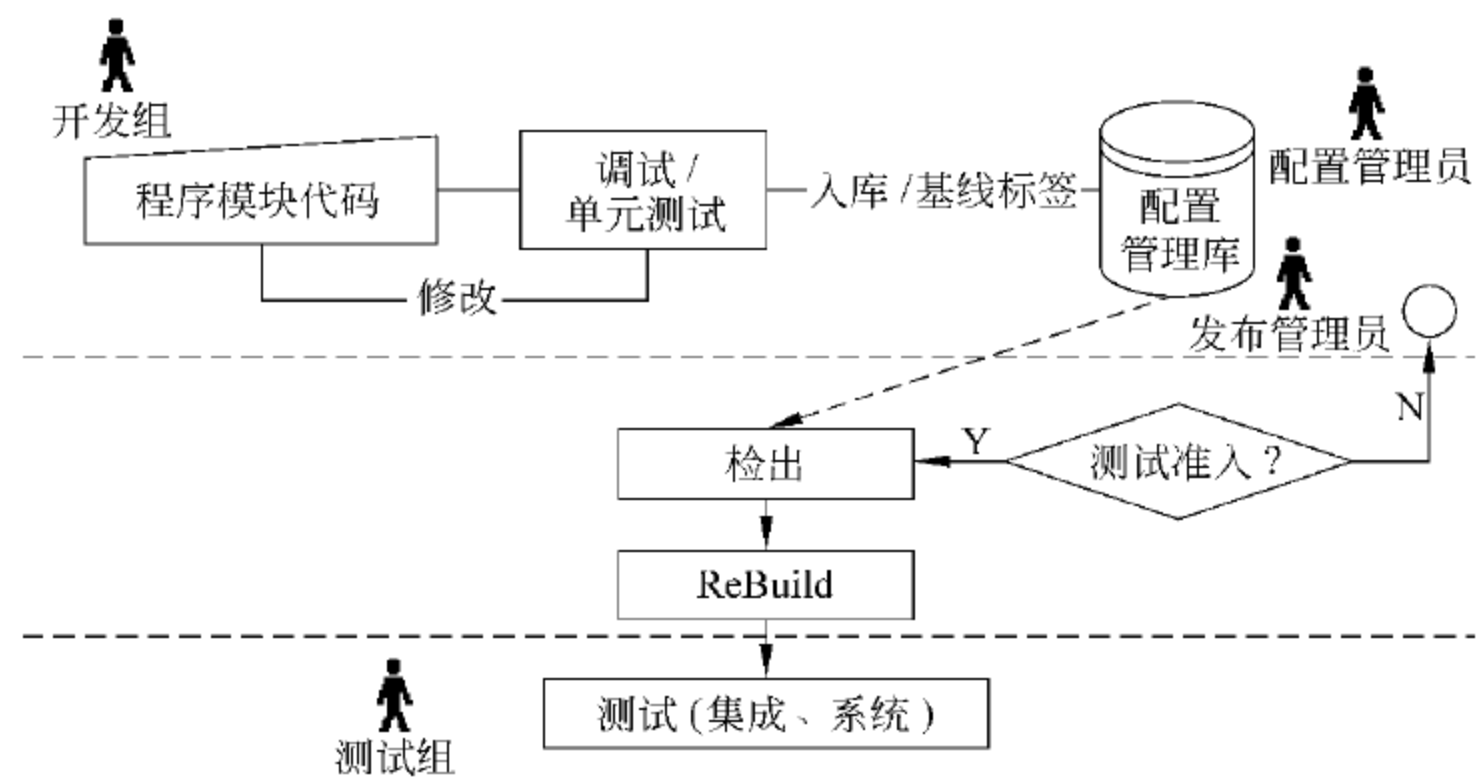 开发组
程序模块代码
调试 /
单元测试
入库 /基线标签
配置
管理库
配置管理员
修改
发布管理员
检出
Y
测试准入？
N
ReBuild
测试 (集成、系统 )
测试组